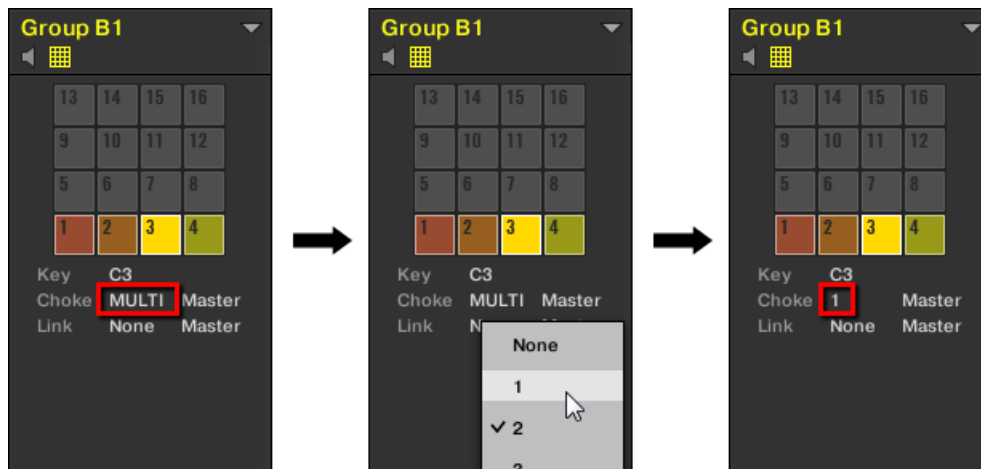 Group B1
13 14 15 16
9 10 11 12
5 6 7 8
1 2 3 4
Key C3
Choke MULTI Master
Link None Master
Group B1
13 14 15 16
9 10 11 12
5 6 7 8
1 2 3 4
Key C3
Choke MULTI Master
Link
None
1
2
Group B1
13 14 15 16
9 10 11 12
5 6 7 8
1 2 3 4
Key C3
Choke 1 Master
Link None Master